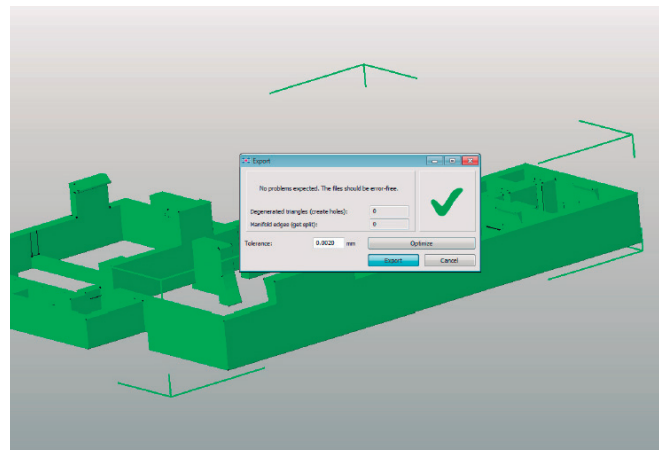 Export
No problems expected. The files should be error-free.
Degenerated triangles (create holes): 0
Manifold edges (get split): 0
Tolerance: 0.0020 mm Optimize
Export Cancel